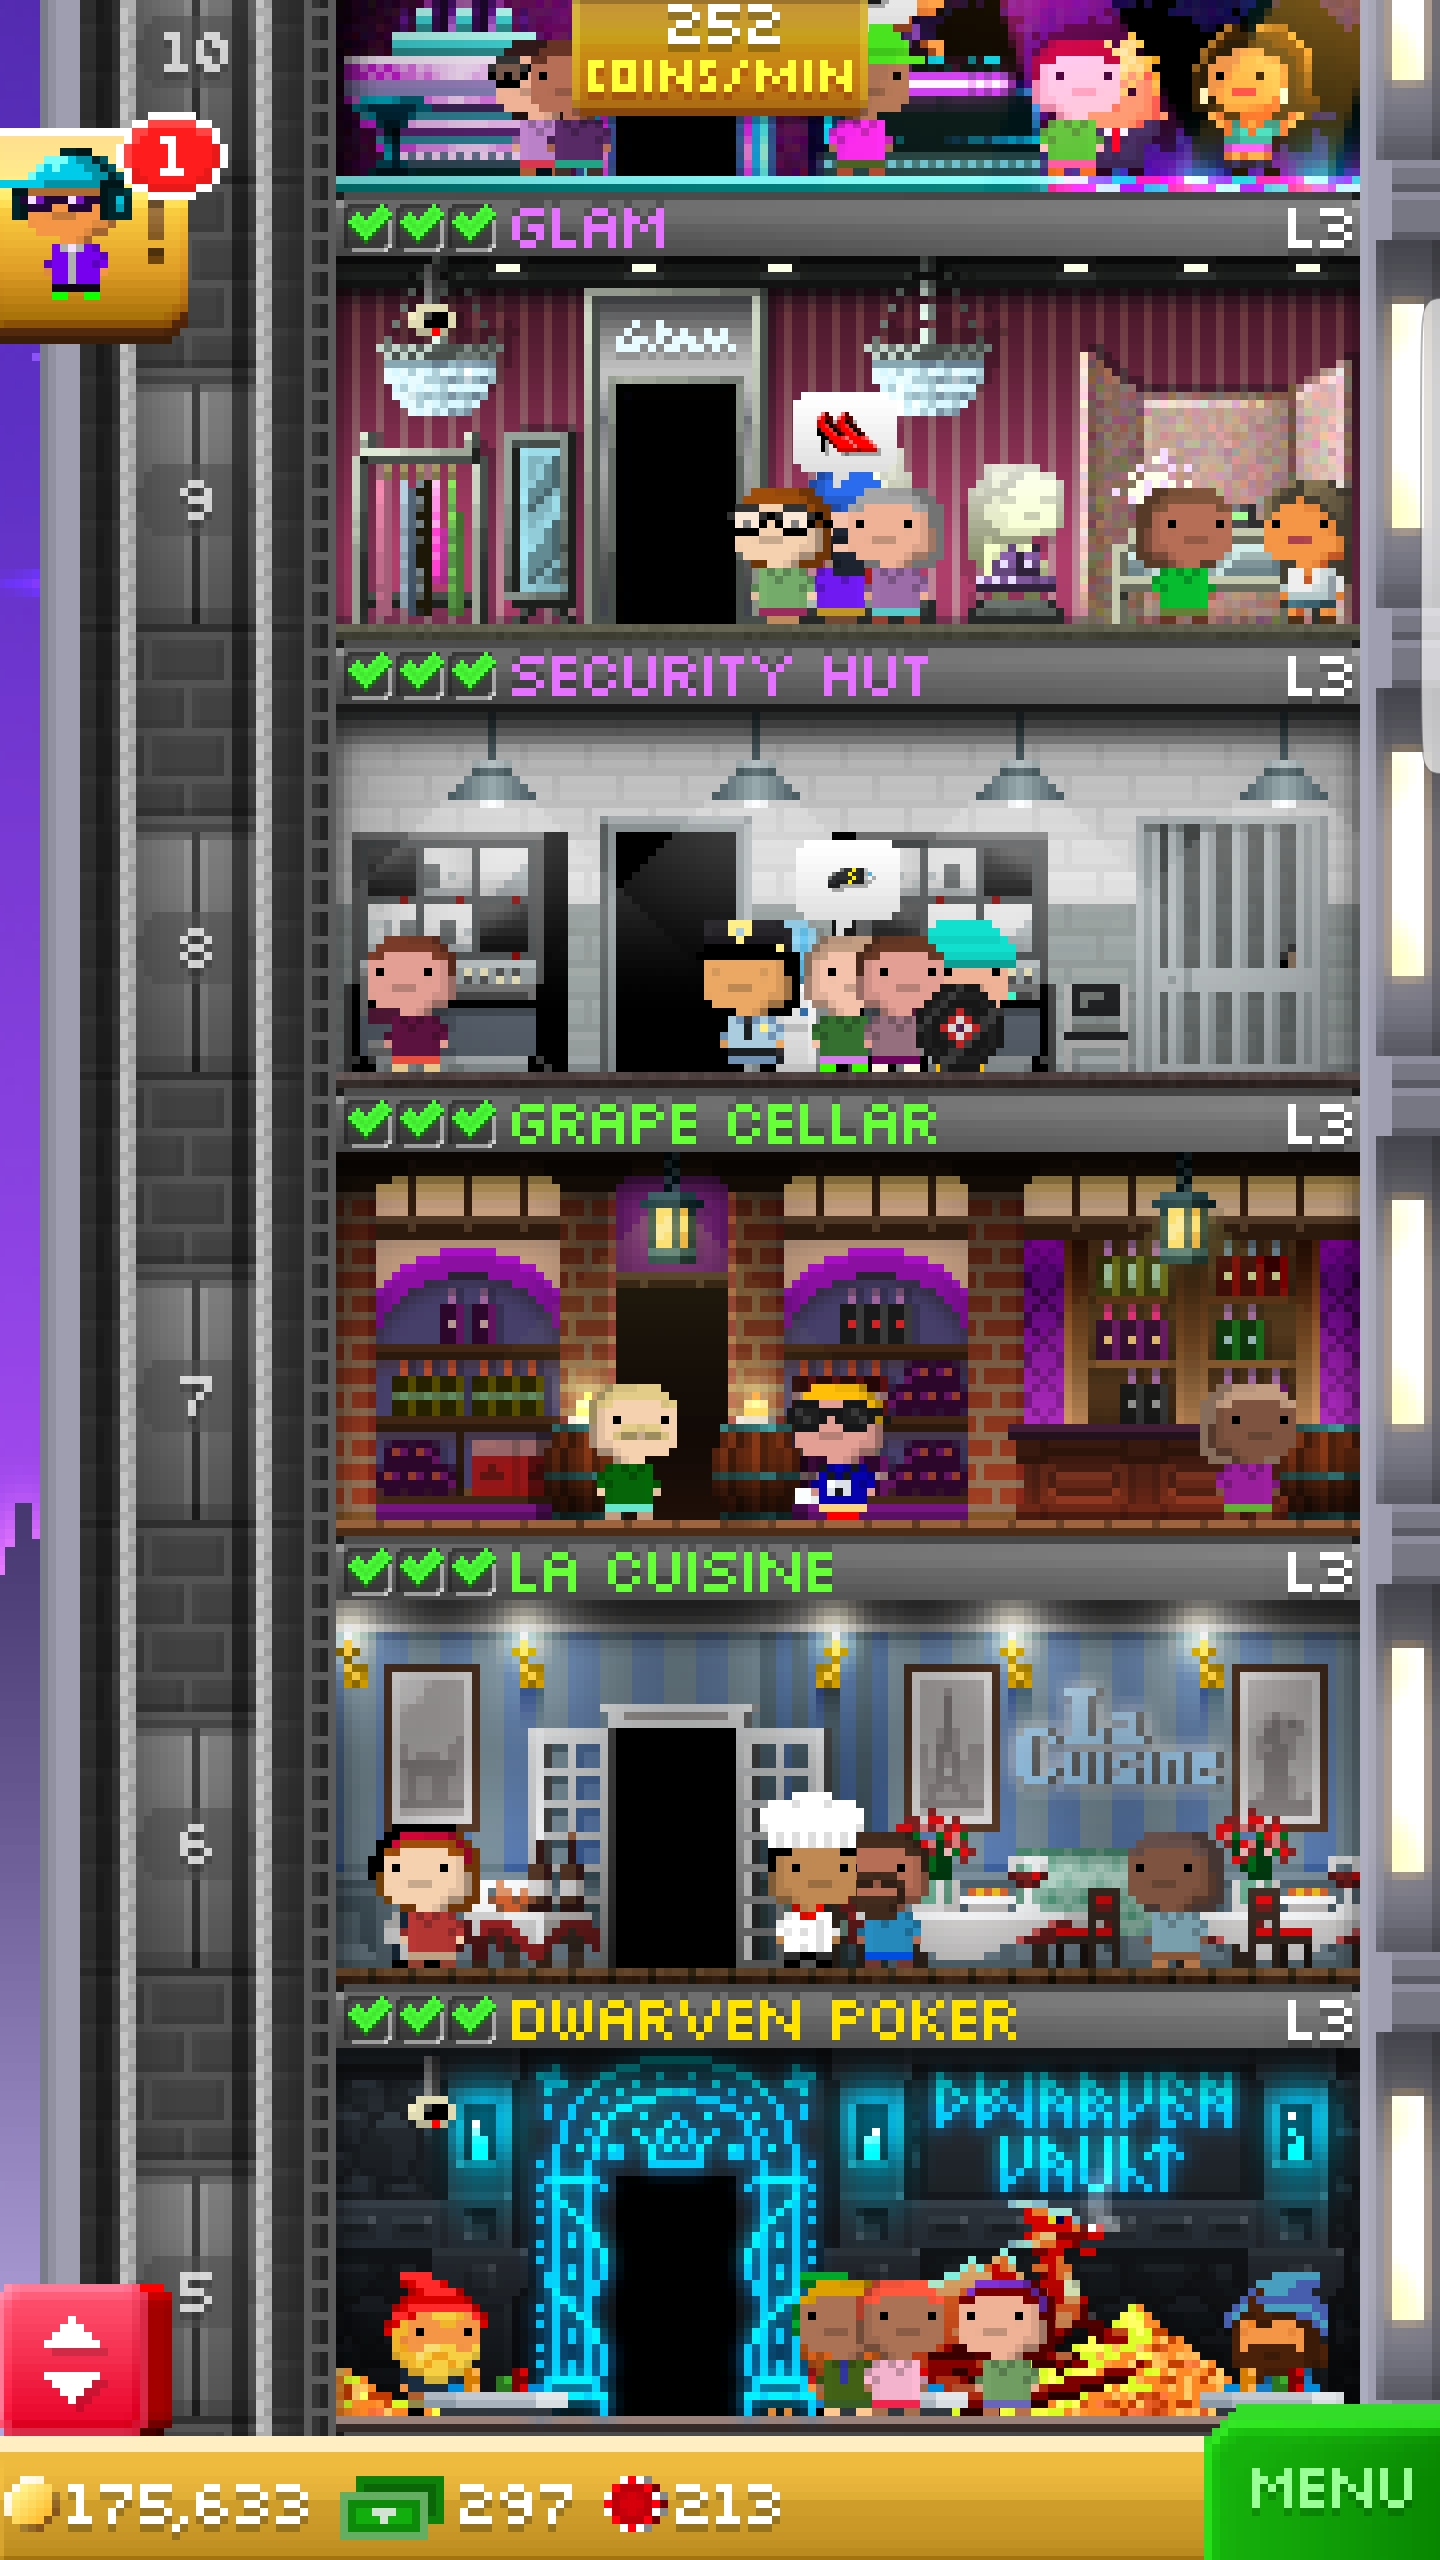 252
COINS/MIN
10
1
!
GLAM L3
Glam
9
SECURITY HUT L3
8
GRAPE CELLAR L3
7
LA CUISINE L3
La
Cuisine
6
DWARVEN POKER L3
DWARVEN
VAULT
5
175,633 297 213
MENU